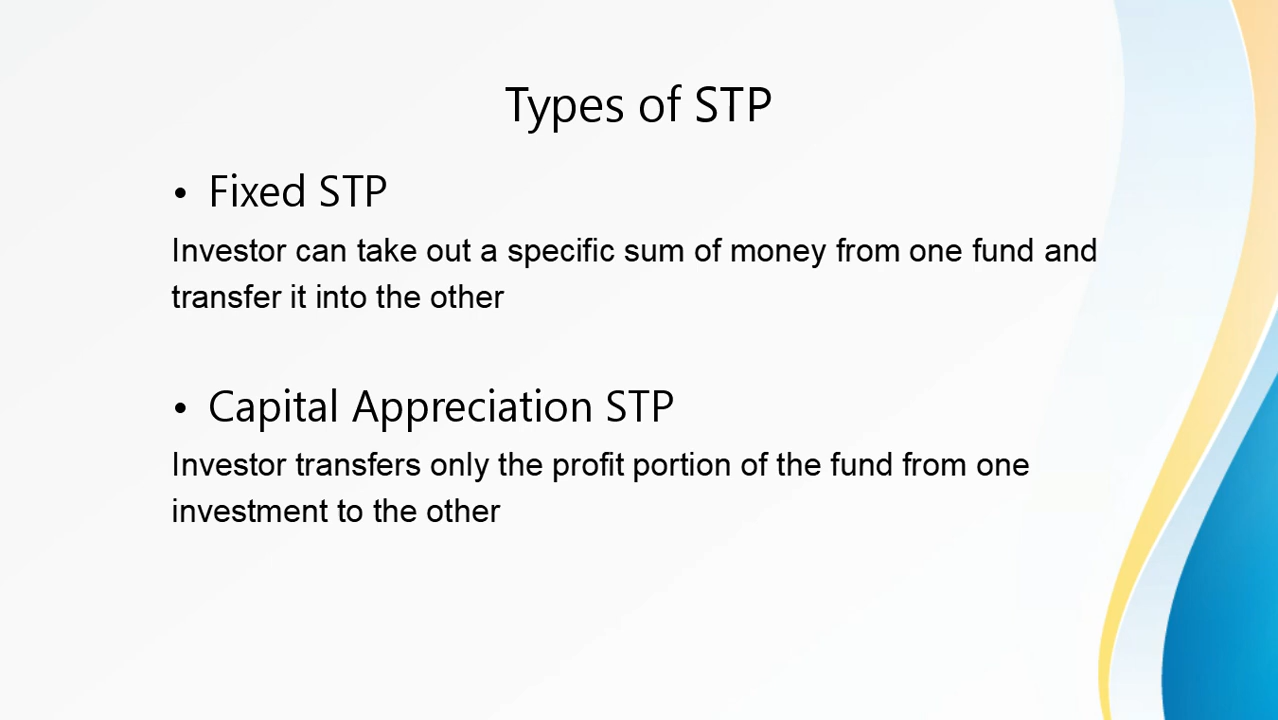 Types of STP
• Fixed STP
Investor can take out a specific sum of money from one fund and
transfer it into the other
• Capital Appreciation STP
Investor transfers only the profit portion of the fund from one
investment to the other